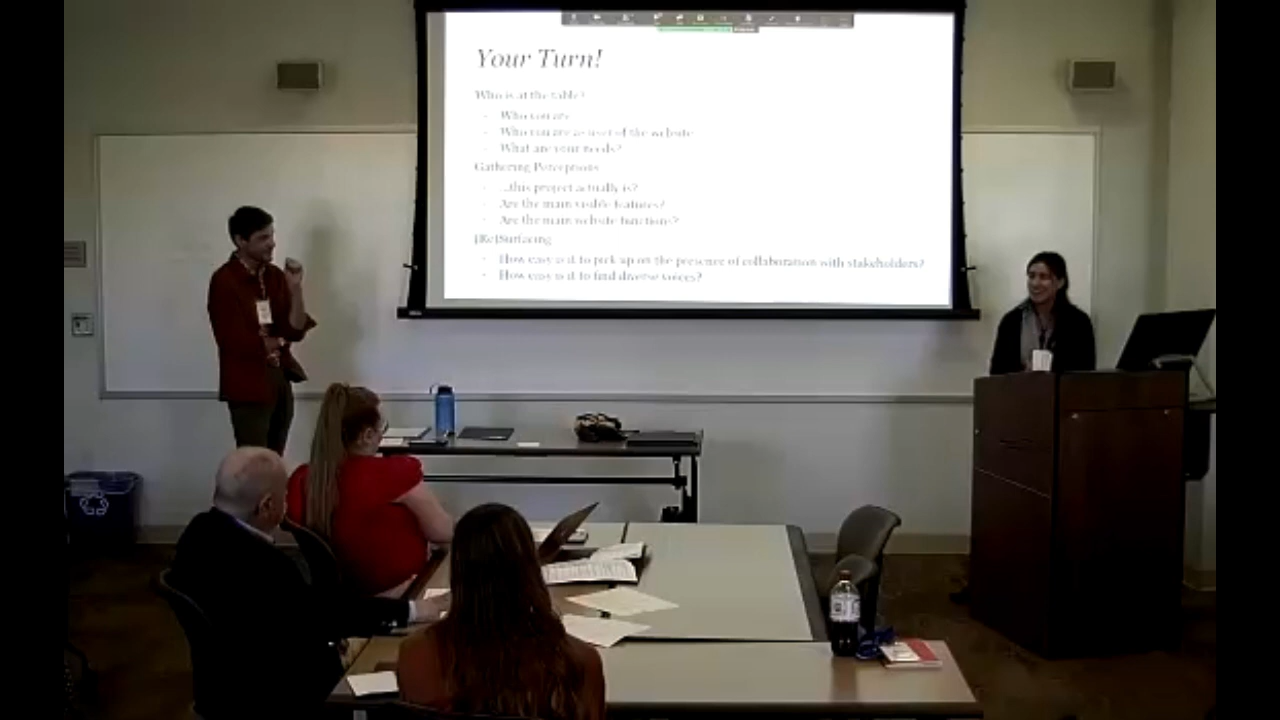 Your Turn!
Who is at the table?
- Who you are
- Who you are as user of the website
- What are your needs?
Gathering Perceptions
- ...this project actually is?
- Are the main visible features?
- Are the main website functions?
[Re]Surfacing
- How easy is it to pick up on the presence of collaboration with stakeholders?
- How easy is it to find diverse voices?